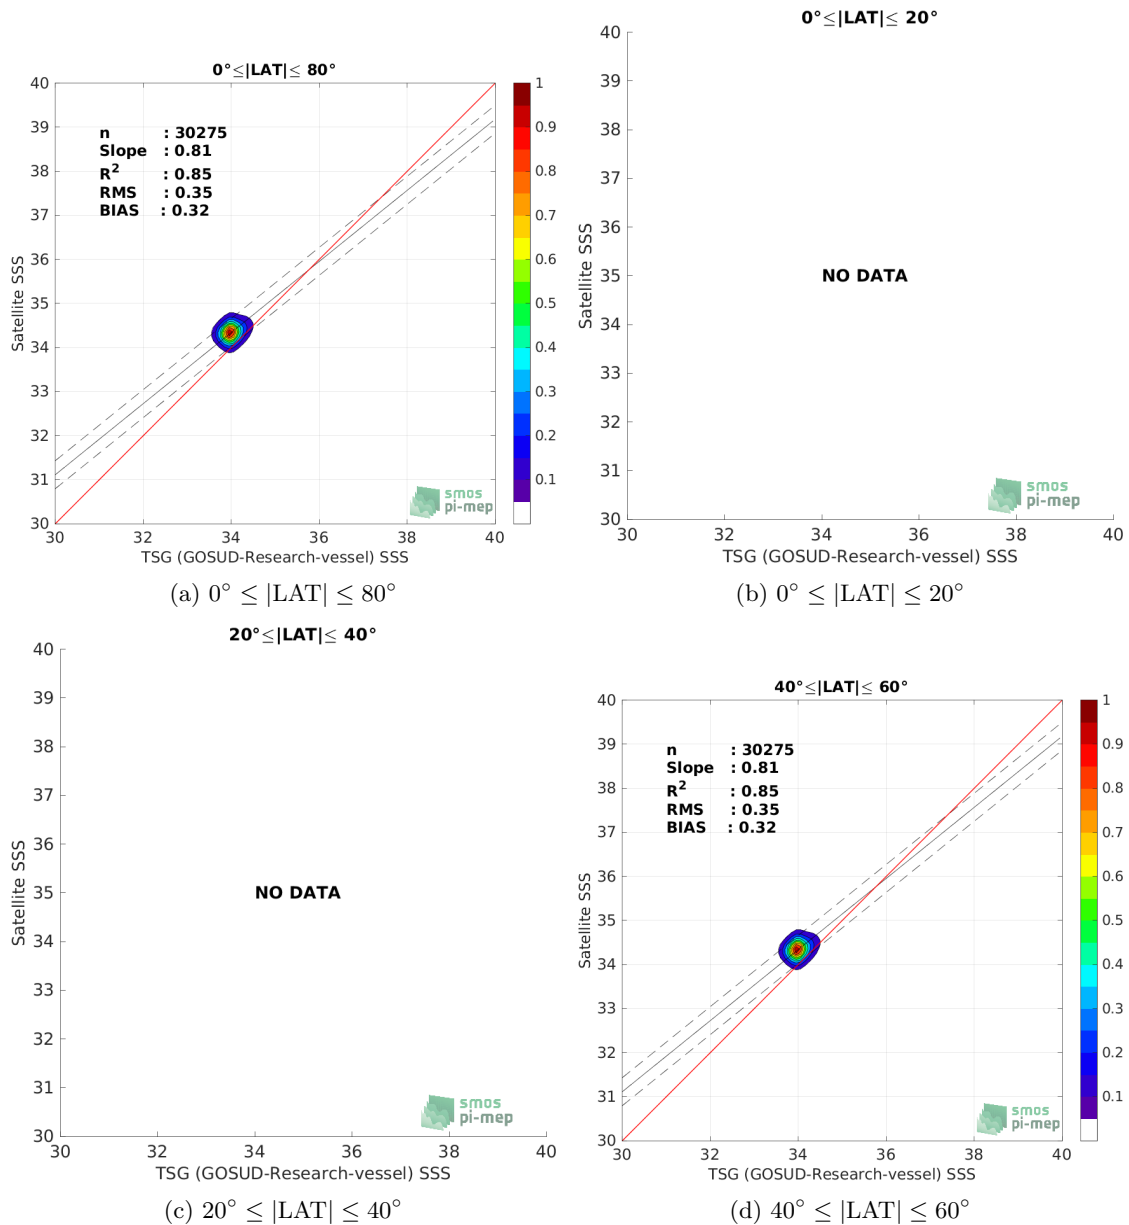 0°≤|LAT|≤ 80°
40
39
38
37
36
35
34
33
32
31
30
Satellite SSS
n : 30275
Slope : 0.81
R2 : 0.85
RMS : 0.35
BIAS : 0.32
smos
pi-mep
30 32 34 36 38 40
TSG (GOSUD-Research-vessel) SSS
1
0.9
0.8
0.7
0.6
0.5
0.4
0.3
0.2
0.1
(a) 0° ≤ |LAT| ≤ 80°
0°≤|LAT|≤ 20°
40
39
38
37
36
35
34
33
32
31
30
Satellite SSS
NO DATA
smos
pi-mep
30 32 34 36 38 40
TSG (GOSUD-Research-vessel) SSS
(b) 0° ≤ |LAT| ≤ 20°
20°≤|LAT|≤ 40°
40
39
38
37
36
35
34
33
32
31
30
Satellite SSS
NO DATA
smos
pi-mep
30 32 34 36 38 40
TSG (GOSUD-Research-vessel) SSS
(c) 20° ≤ |LAT| ≤ 40°
40°≤|LAT|≤ 60°
40
39
38
37
36
35
34
33
32
31
30
Satellite SSS
n : 30275
Slope : 0.81
R2 : 0.85
RMS : 0.35
BIAS : 0.32
smos
pi-mep
30 32 34 36 38 40
TSG (GOSUD-Research-vessel) SSS
1
0.9
0.8
0.7
0.6
0.5
0.4
0.3
0.2
0.1
(d) 40° ≤ |LAT| ≤ 60°